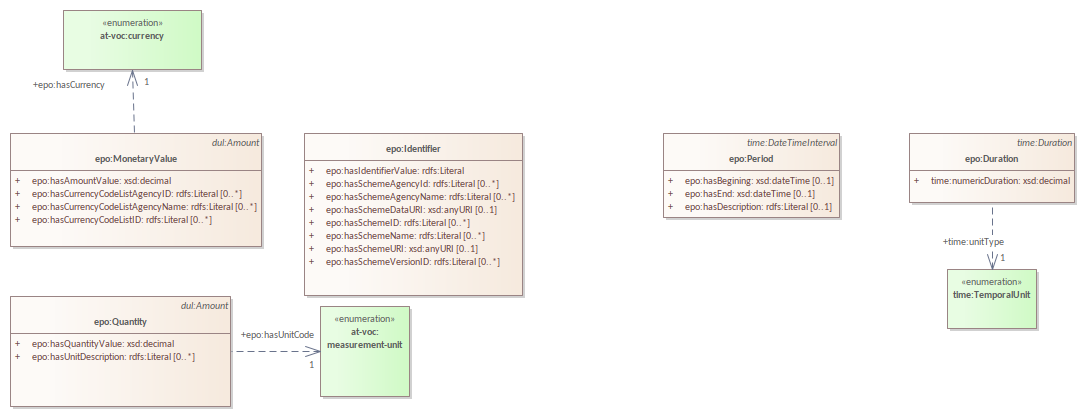 «enumeration»
at-voc:currency
+epo:hasCurrency
1
dul:Amount
epo:MonetaryValue
+ epo:hasAmountValue: xsd:decimal
+ epo:hasCurrencyCodeListAgencyID: rdfs:Literal [0..*]
+ epo:hasCurrencyCodeListAgencyName: rdfs:Literal [0..*]
+ epo:hasCurrencyCodeListID: rdfs:Literal [0..*]
epo:Identifier
+ epo:hasIdentifierValue: rdfs:Literal
+ epo:hasSchemeAgencyId: rdfs:Literal [0..*]
+ epo:hasSchemeAgencyName: rdfs:Literal [0..*]
+ epo:hasSchemeDataURI: xsd:anyURI [0..1]
+ epo:hasSchemeID: rdfs:Literal [0..*]
+ epo:hasSchemeName: rdfs:Literal [0..*]
+ epo:hasSchemeURI: xsd:anyURI [0..1]
+ epo:hasSchemeVersionID: rdfs:Literal [0..*]
time:DateTimeInterval
epo:Period
+ epo:hasBegining: xsd:dateTime [0..1]
+ epo:hasEnd: xsd:dateTime [0..1]
+ epo:hasDescription: rdfs:Literal [0..1]
time:Duration
epo:Duration
+ time:numericDuration: xsd:decimal
+time:unitType
1
«enumeration»
time:TemporalUnit
dul:Amount
epo:Quantity
+ epo:hasQuantityValue: xsd:decimal
+ epo:hasUnitDescription: rdfs:Literal [0..*]
+epo:hasUnitCode
1
«enumeration»
at-voc:
measurement-unit